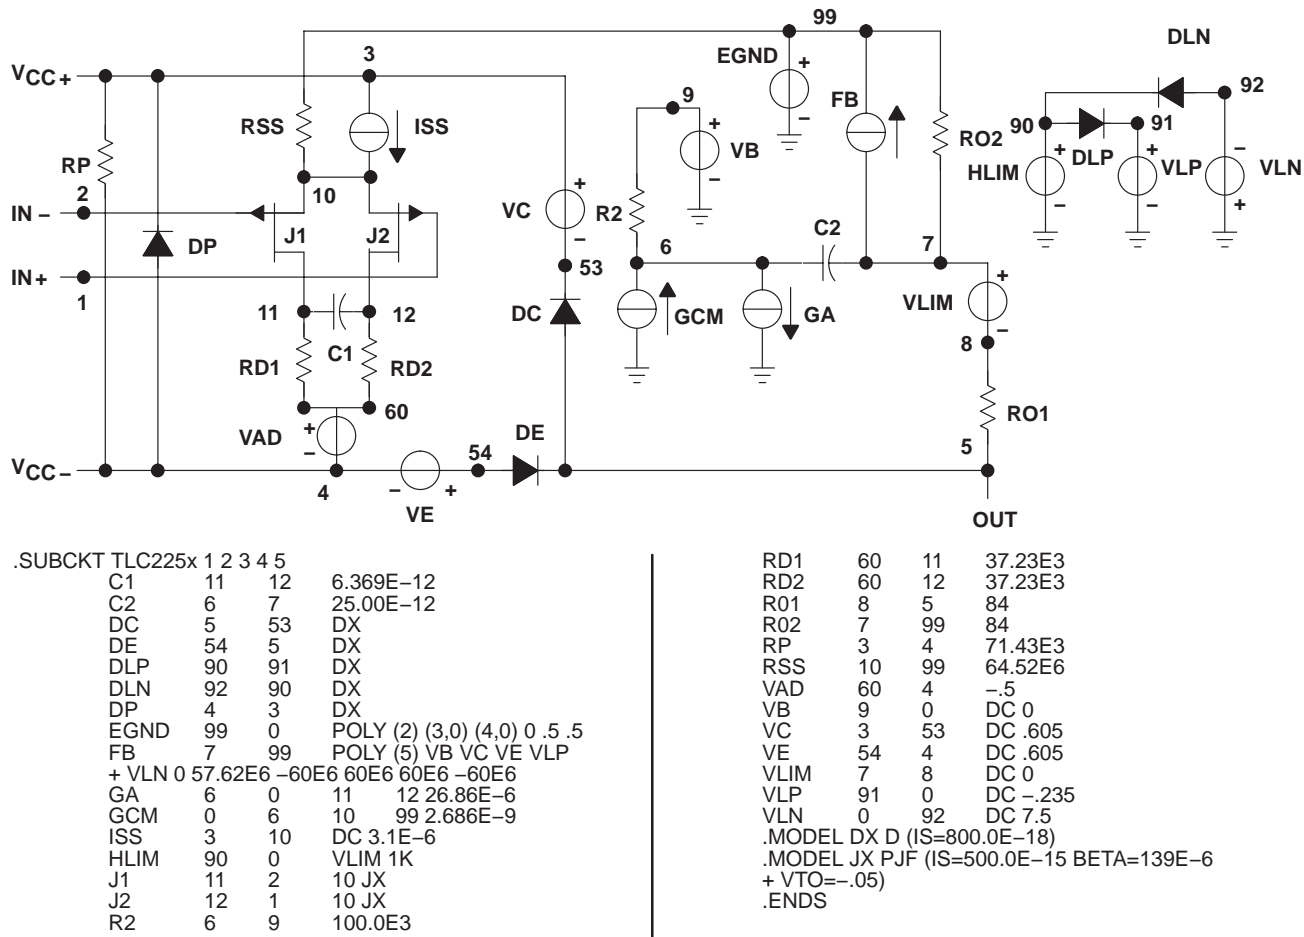 99
DLN
3
VCC+
EGND
+
−
9
FB
92
90
91
RSS
ISS
+
VB
−
RO2
DLP
+
HLIM
−
+
VLP
−
−
VLN
+
RP
2
10
IN −
J1
J2
DP
+
VC
−
R2
C2
6
7
IN+
1
53
+
VLIM
−
11
12
C1
DC
GCM
GA
8
RD1
RD2
60
RO1
VAD
+
−
DE
54
5
VCC−
4
−
+
VE
OUT
.SUBCKT TLC225x 1 2 3 4 5
C1 11 12 6.369E−12
C2 6 7 25.00E−12
DC 5 53 DX
DE 54 5 DX
DLP 90 91 DX
DLN 92 90 DX
DP 4 3 DX
EGND 99 0 POLY (2) (3,0) (4,0) 0 .5 .5
FB 7 99 POLY (5) VB VC VE VLP
+ VLN 0 57.62E6 −60E6 60E6 60E6 −60E6
GA 6 0 11 12 26.86E−6
GCM 0 6 10 99 2.686E−9
ISS 3 10 DC 3.1E−6
HLIM 90 0 VLIM 1K
J1 11 2 10 JX
J2 12 1 10 JX
R2 6 9 100.0E3
RD1 60 11 37.23E3
RD2 60 12 37.23E3
R01 8 5 84
R02 7 99 84
RP 3 4 71.43E3
RSS 10 99 64.52E6
VAD 60 4 −.5
VB 9 0 DC 0
VC 3 53 DC .605
VE 54 4 DC .605
VLIM 7 8 DC 0
VLP 91 0 DC −.235
VLN 0 92 DC 7.5
.MODEL DX D (IS=800.0E−18)
.MODEL JX PJF (IS=500.0E−15 BETA=139E−6
+ VTO=−.05)
.ENDS